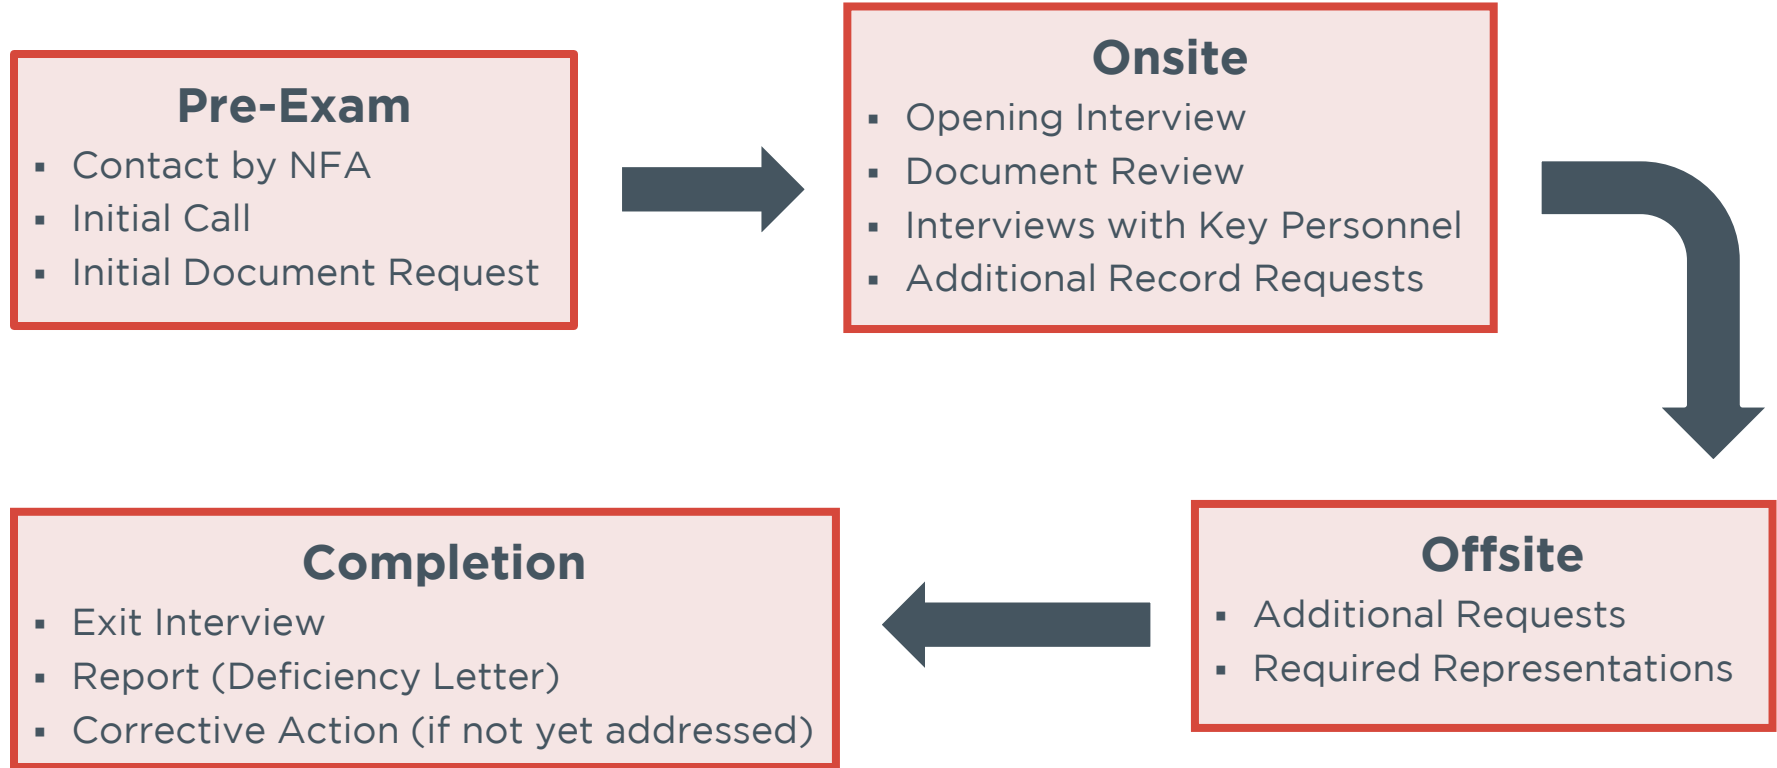 Pre-Exam
▪ Contact by NFA
▪ Initial Call
▪ Initial Document Request
Onsite
▪ Opening Interview
▪ Document Review
▪ Interviews with Key Personnel
▪ Additional Record Requests
Offsite
▪ Additional Requests
▪ Required Representations
Completion
▪ Exit Interview
▪ Report (Deficiency Letter)
▪ Corrective Action (if not yet addressed)